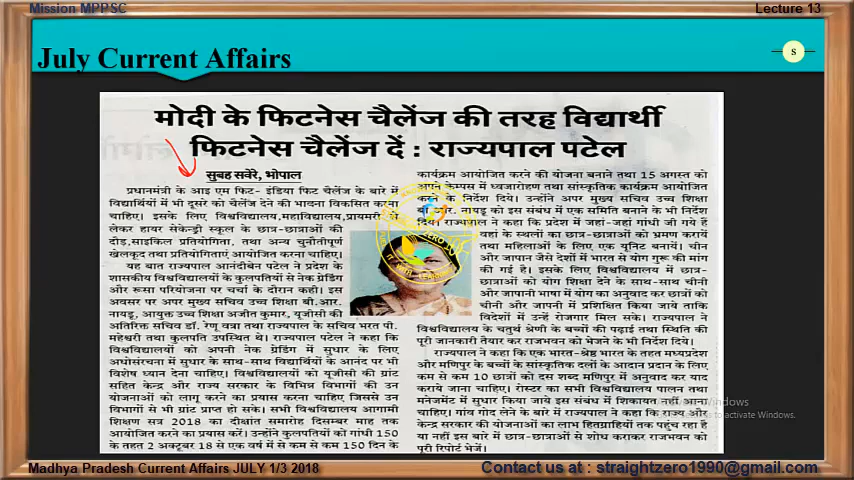 Mission MPPSC
Lecture 13
July Current Affairs
S
मोदी के फिटनेस चैलेंज की तरह विद्यार्थी
फिटनेस चैलेंज दें : राज्यपाल पटेल
सुबह सवेरे, भोपाल
प्रधानमंत्री के आइ एम फिट- इंडिया फिट चैलेंज के बारे में
विद्यार्थियों में भी दूसरे को चैलेंज देने की भावना विकसित करना
चाहिए। इसके लिए विश्वविद्यालय,महाविद्यालय,प्रायमरी से
लेकर हायर सेकेन्ड्री स्कूल के छात्र-छात्राओं की
दौड़,साइकिल प्रतियोगिता, तथा अन्य चुनौतीपूर्ण
खेलकूद तथा प्रतियोगिताएं आयोजित करना चाहिए।
यह बात राज्यपाल आनंदीबेन पटेल ने प्रदेश के
शासकीय विश्वविद्यालयों के कुलपतियों से नेक ग्रेडिंग
और रूसा परियोजना पर चर्चा के दौरान कही। इस
अवसर पर अपर मुख्य सचिव उच्च शिक्षा बी.आर.
नायडू, आयुक्त उच्च शिक्षा अजीत कुमार, यूजीसी की
अतिरिक्त सचिव डॉ. रेणू वत्रा तथा राज्यपाल के सचिव भरत पी.
महेश्वरी तथा कुलपति उपस्थित थे। राज्यपाल पटेल ने कहा कि
विश्वविद्यालयों को अपनी नेक ग्रेडिंग में सुधार के लिए
अधोसंरचना में सुधार के साथ-साथ विद्यार्थियों के आनंद पर भी
विशेष ध्यान देना चाहिए। विश्वविद्यालयों को यूजीसी की ग्रांट
सहित केन्द्र और राज्य सरकार के विभिन्न विभागों की उन
योजनाओं को लागू करने का प्रयास करना चाहिए जिससे उन
विभागों से भी ग्रांट प्राप्त हो सके। सभी विश्वविद्यालय आगामी
शिक्षण सत्र 2018 का दीक्षांत समारोह दिसम्बर माह तक
आयोजित करने का प्रयास करें। उन्होंने कुलपतियों को गांधी 150
के तहत 2 अक्टूबर 18 से एक वर्ष में से कम से कम 150 दिन के
कार्यक्रम आयोजित करने की योजना बनाने तथा 15 अगस्त को
अपने केम्पस में ध्वजारोहण तथा सांस्कृतिक कार्यक्रम आयोजित
करने के निर्देश दिये। उन्होंने अपर मुख्य सचिव उच्च शिक्षा
बी.आर. नायडू को इस संबंध में एक समिति बनाने के भी निर्देश
दिये। राज्यपाल ने कहा कि प्रदेश में जहां-जहां गांधी जी गये हैं
वहां के स्थलों का छात्र-छात्राओं को भ्रमण करायें
तथा महिलाओं के लिए एक यूनिट बनायें। चीन
और जापान जैसे देशों में भारत से योग गुरू की मांग
की गई है। इसके लिए विश्वविद्यालय में छात्र-
छात्राओं को योग शिक्षा देने के साथ-साथ चीनी
और जापानी भाषा में योग का अनुवाद कर छात्रों को
चीनी और जापानी में प्रशिक्षित किया जाये ताकि
विदेशों में उन्हें रोजगार मिल सके। राज्यपाल ने
विश्वविद्यालय के चतुर्थ श्रेणी के बच्चों की पढ़ाई तथा स्थिति की
पूरी जानकारी तैयार कर राजभवन को भेजने के भी निर्देश दिये।
राज्यपाल ने कहा कि एक भारत-श्रेष्ठ भारत के तहत मध्यप्रदेश
और मणिपुर के बच्चों के सांस्कृतिक दलों के आदान प्रदान के लिए
कम से कम 10 छात्रों को दस शब्द मणिपुर में अनुवाद कर याद
कराये जाना चाहिए। रोस्टर का सभी विश्वविद्यालय पालन तथा
मनेजमेंट में सुधार किया जाये इस संबंध में शिकायत नहीं आना
चाहिए। गांव गोद लेने के बारे में राज्यपाल ने कहा कि राज्य और
केन्द्र सरकार की योजनाओं का लाभ हितग्राहियों तक पहुंच रहा है
या नहीं इस बारे में छात्र-छात्राओं से शोध कराकर राजभवन को
पूरी रिपोर्ट भेजें।
Windows
to activate Windows.
Madhya Pradesh Current Affairs JULY 1/3 2018
Contact us at : straightzero1990@gmail.com